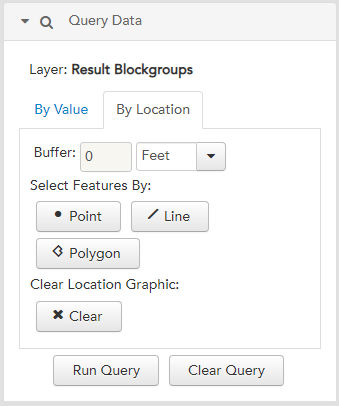 Query Data
Layer: Result Blockgroups
By Value By Location
Buffer: 0 Feet
Select Features By:
Point Line
Polygon
Clear Location Graphic:
Clear
Run Query Clear Query